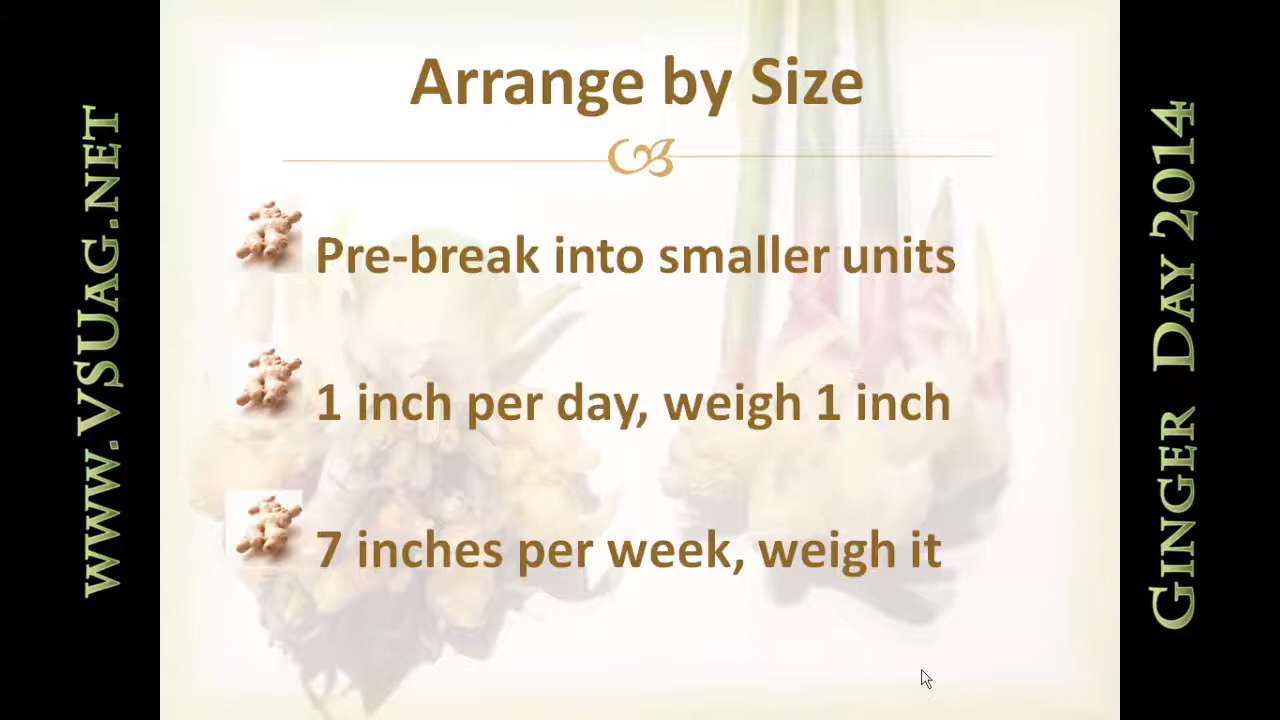 www.VSUAG.NET
Arrange by Size
Pre-break into smaller units
1 inch per day, weigh 1 inch
7 inches per week, weigh it
GINGER DAY 2014